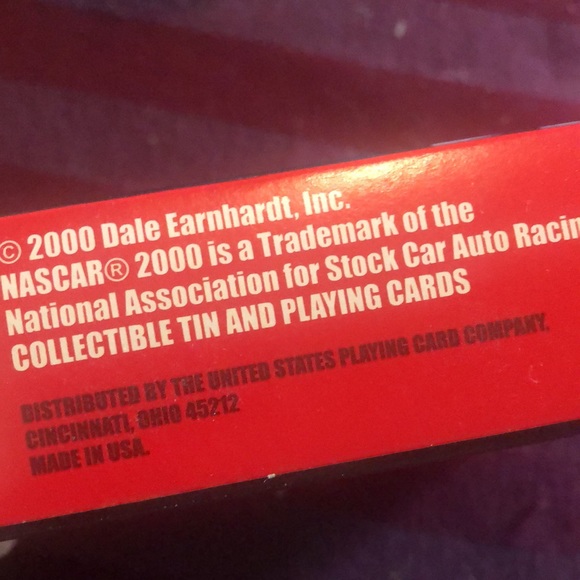 © 2000 Dale Earnhardt, Inc.
NASCAR® 2000 is a Trademark of the
National Association for Stock Car Auto Racin
COLLECTIBLE TIN AND PLAYING CARDS
DISTRIBUTED BY THE UNITED STATES PLAYING CARD COMPANY.
CINCINNATI, OHIO 45212
MADE IN USA.